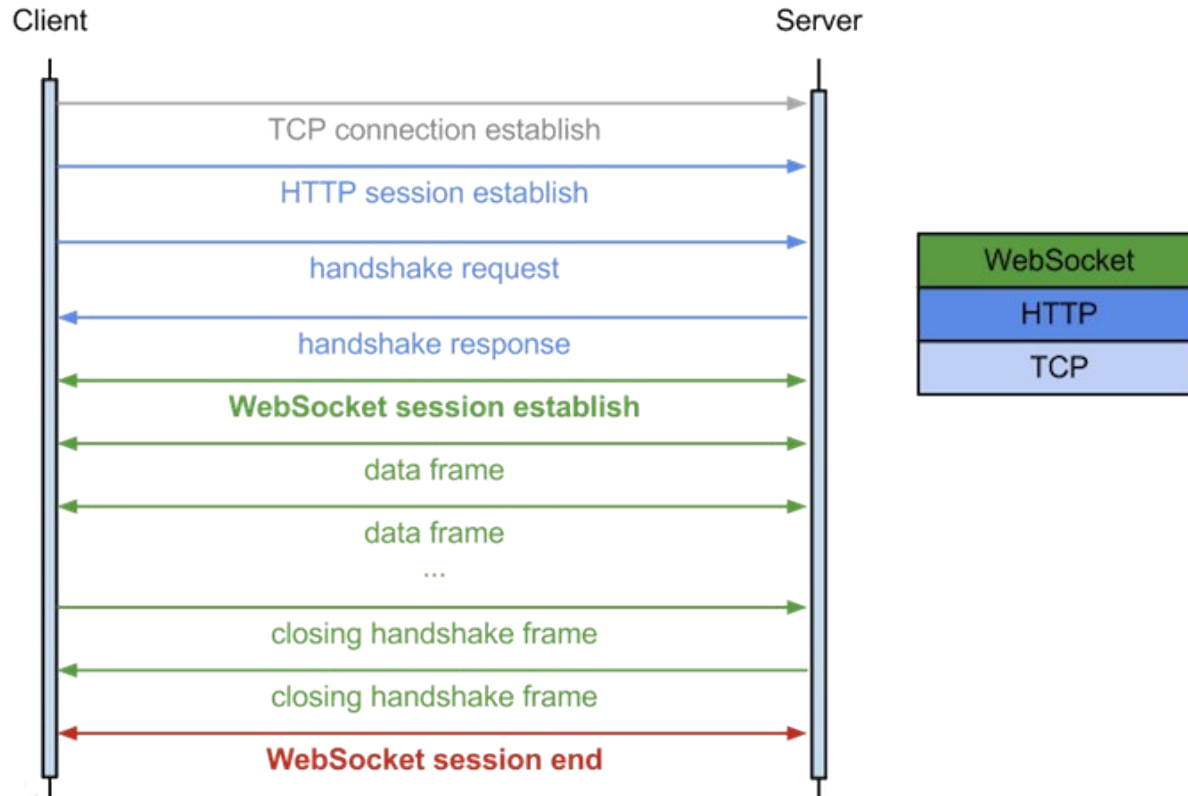 Client
Server
TCP connection establish
HTTP session establish
handshake request
handshake response
WebSocket session establish
data frame
data frame
...
closing handshake frame
closing handshake frame
WebSocket session end
WebSocket
HTTP
TCP